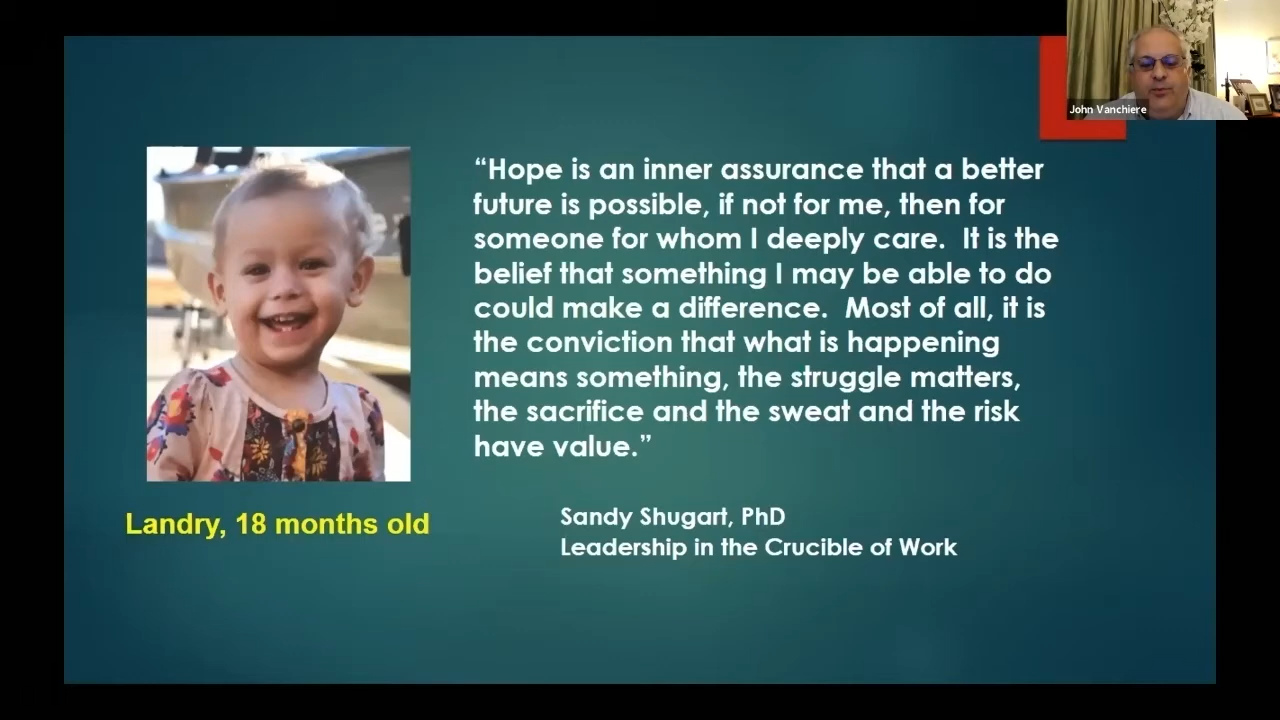 John Vanchiere
“Hope is an inner assurance that a better
future is possible, if not for me, then for
someone for whom I deeply care.  It is the
belief that something I may be able to do
could make a difference.  Most of all, it is
the conviction that what is happening
means something, the struggle matters,
the sacrifice and the sweat and the risk
have value.”
Landry, 18 months old
Sandy Shugart, PhD
Leadership in the Crucible of Work